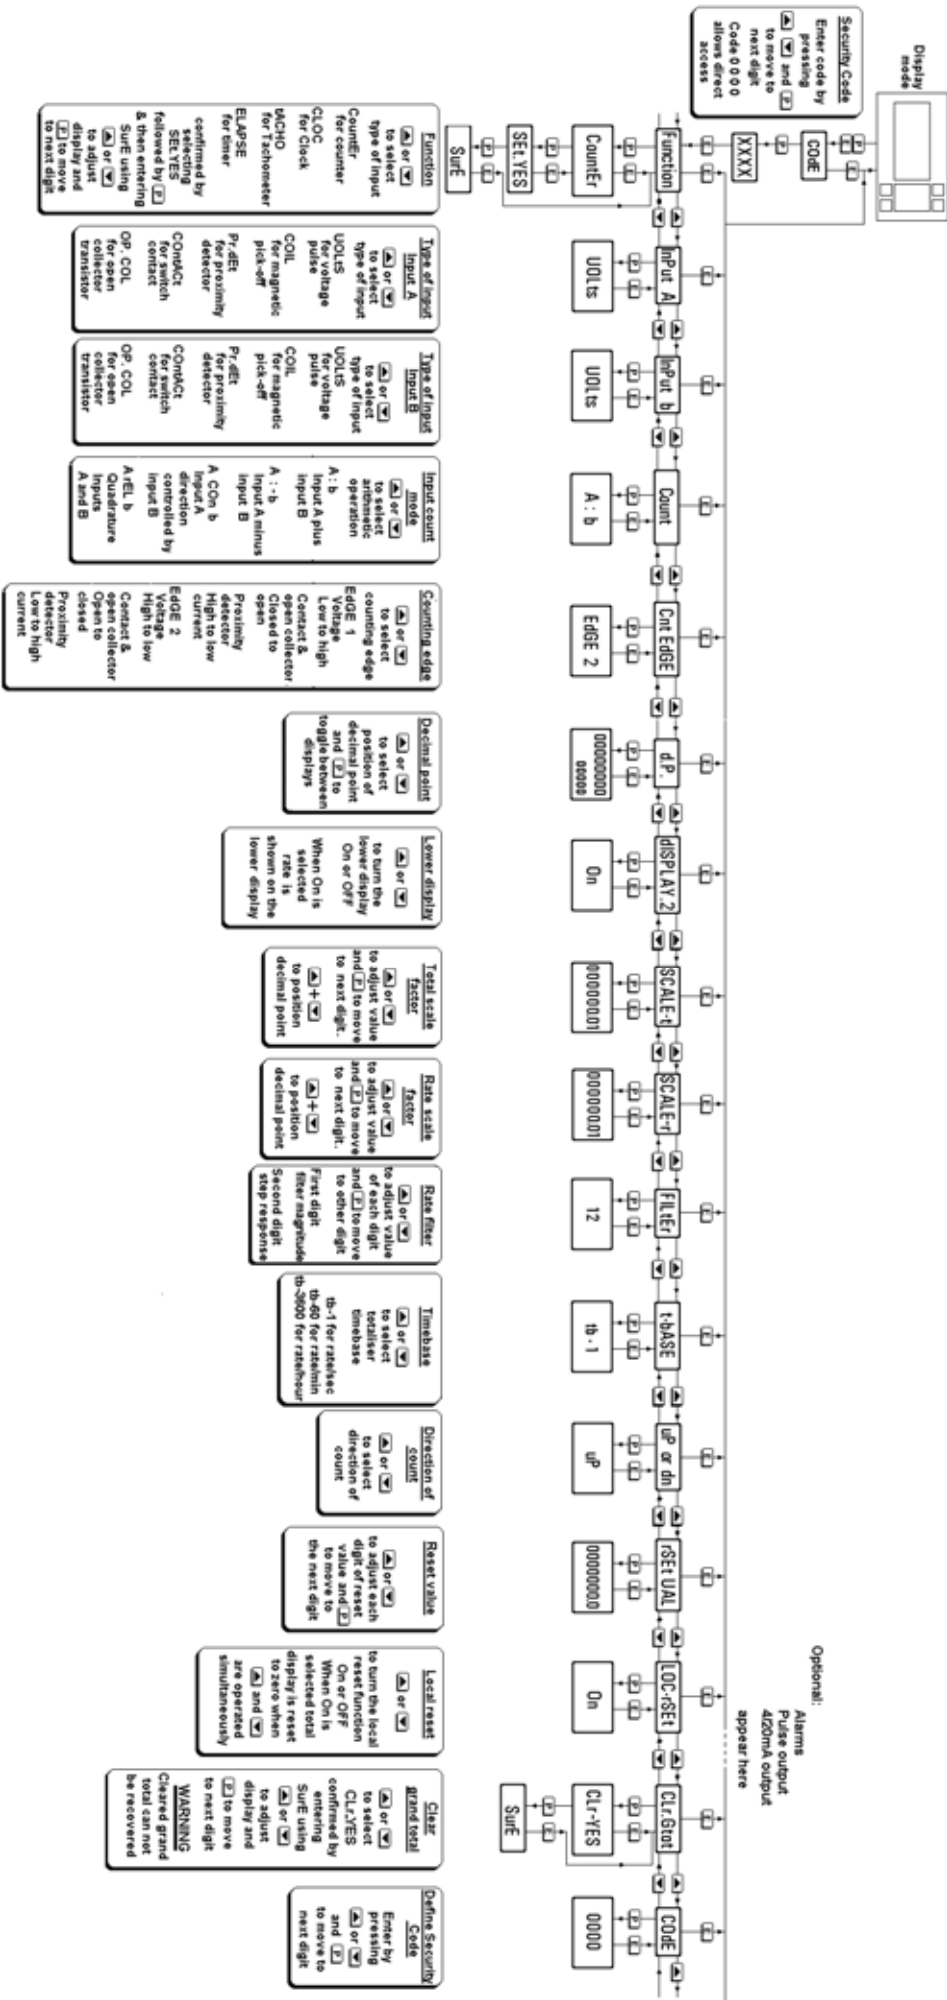 Display
mode
Security Code
Enter code by
pressing
▲ ▼ and P
to move to
next digit
Code 0 0 0 0
allows direct
access
P
E
E
COdE
P
XXXX
E
E
Function
P
E
CountEr
P
E
SEt.YES
P
E
SurE
InPut A
P
E
UOLts
InPut b
P
E
UOLts
Count
P
E
A : b
Cnt EdGE
P
E
EdGE 2
d.P.
P
E
00000000
00000
dISPLAY.2
P
E
On
SCALE-t
P
E
0000000.01
SCALE-r
P
E
0000000.01
FILtEr
P
E
12
t-bASE
P
E
tb - 1
uP or dn
P
E
uP
rSEt UAL
P
E
0000000.0
LOC-rSEt
P
E
On
CLr.Gtot
P
E
CLr-YES
P
E
SurE
COdE
P
E
0000
Optional:
Alarms
Pulse output
4/20mA output
appear here
Function
▲ or ▼
to select
type of input
CountEr
for counter
CLOC
for Clock
tACHO
for Tachometer
ELAPSE
for timer
confirmed by
selecting
SEt.YES
followed by P
& then entering
SurE using
▲ or ▼
to adjust
display and
P to move
to next digit
Type of input
Input A
▲ or ▼
to select
type of input
UOLtS
for voltage
pulse
COIL
for magnetic
pick-off
Pr.dEt
for proximity
detector
COntACt
for switch
contact
OP. COL
for open
collector
transistor
Type of input
Input B
▲ or ▼
to select
type of input
UOLtS
for voltage
pulse
COIL
for magnetic
pick-off
Pr.dEt
for proximity
detector
COntACt
for switch
contact
OP. COL
for open
collector
transistor
Input count
mode
▲ or ▼
to select
arithmetic
operation
A : b
Input A plus
input B
A : - b
Input A minus
input B
A COn b
Input A
direction
controlled by
input B
A rEL b
Quadrature
Inputs
A and B
Counting edge
▲ or ▼
to select
counting edge
EdGE 1
Voltage
Low to high
Contact &
open collector
Closed to
open
Proximity
detector
High to low
current
EdGE 2
Voltage
High to low
Contact &
open collector
Open to
closed
Proximity
detector
Low to high
current
Decimal point
▲ or ▼
to select
position of
decimal point
and P to
toggle between
displays
Lower display
▲ or ▼
to turn the
lower display
On or OFF
When On is
selected
rate is
shown on the
lower display
Total scale
factor
▲ or ▼
to adjust value
and P to move
to next digit.
▲ + ▼
to position
decimal point
Rate scale
factor
▲ or ▼
to adjust value
and P to move
to next digit.
▲ + ▼
to position
decimal point
Rate filter
▲ or ▼
to adjust value
of each digit
and P to move
to other digit
First digit
filter magnitude
Second digit
step response
Timebase
▲ or ▼
to select
totaliser
timebase
tb-1 for rate/sec
tb-60 for rate/min
tb-3600 for rate/hour
Direction of
count
▲ or ▼
to select
direction of
count
Reset value
▲ or ▼
to adjust each
digit of reset
value and P
to move to
the next digit
Local reset
▲ or ▼
to turn the local
reset function
On or OFF
When On is
selected total
display is reset
to zero when
▲ and ▼
are operated
simultaneously
Clear
grand total
▲ or ▼
to select
CLr.YES
confirmed by
entering
SurE using
▲ or ▼
to adjust
display and
P to move
to next digit
WARNING
Cleared grand
total can not
be recovered
Define Security
Code
Enter by
pressing
▲ or ▼
and P
to move to
next digit